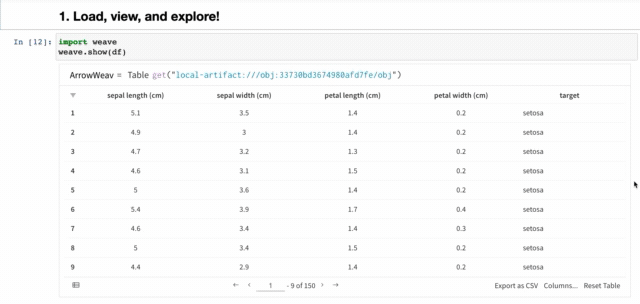 1. Load, view, and explore!
In [12]: import weave
weave.show(df)
ArrowWeav = Table get("local-artifact:///obj:33730bd3674980afd7fe/obj")
sepal length (cm) sepal width (cm) petal length (cm) petal width (cm) target
1 5.1 3.5 1.4 0.2 setosa
2 4.9 3 1.4 0.2 setosa
3 4.7 3.2 1.3 0.2 setosa
4 4.6 3.1 1.5 0.2 setosa
5 5 3.6 1.4 0.2 setosa
6 5.4 3.9 1.7 0.4 setosa
7 4.6 3.4 1.4 0.3 setosa
8 5 3.4 1.5 0.2 setosa
9 4.4 2.9 1.4 0.2 setosa
← < 1 - 9 of 150 > → Export as CSV Columns... Reset Table